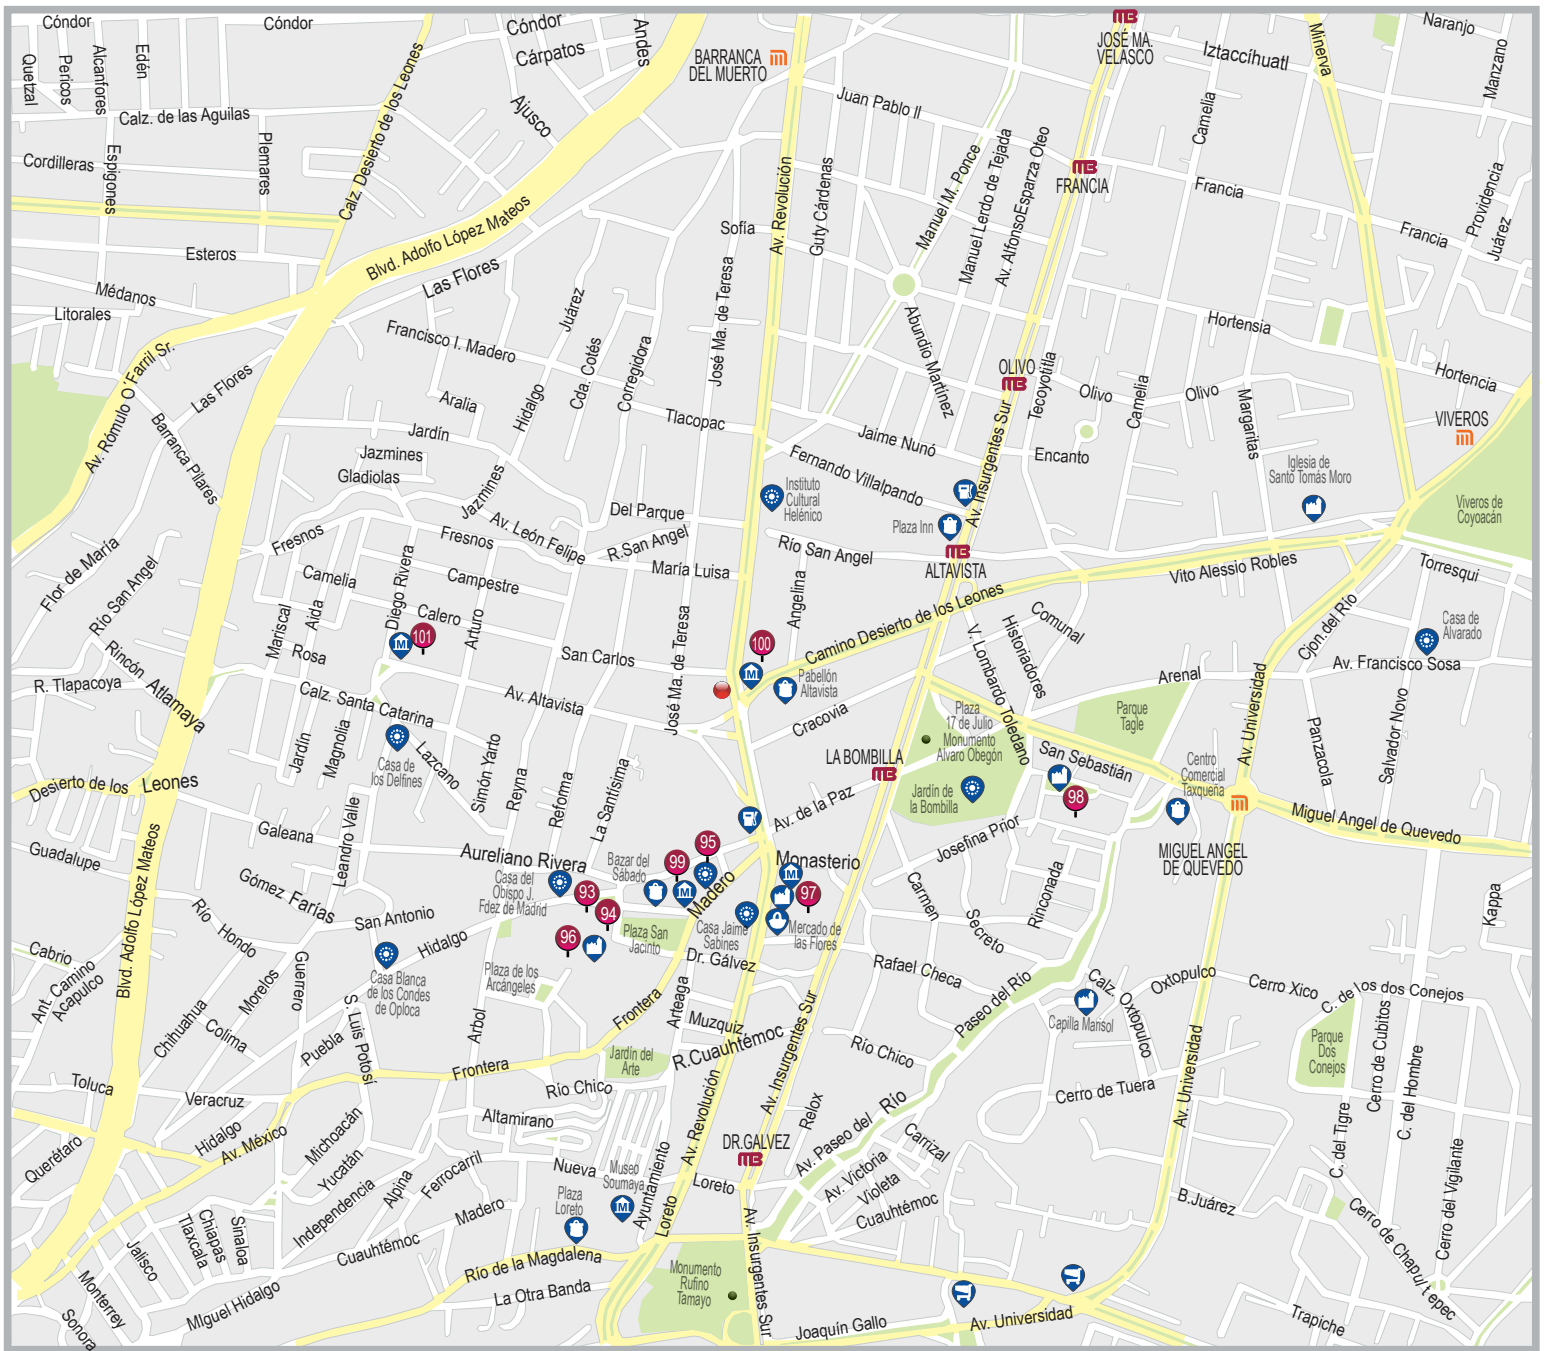 Cóndor
Cóndor
Cóndor
Cárpatos
Andes
Quetzal
Pericos
Alcanfores
Edén
Calz. de las Aguilas
Ajusco
Calz. Desierto de los Leones
Cordilleras
Espigones
Plemares
Esteros
Médanos
Litorales
Blvd. Adolfo López Mateos
Las Flores
BARRANCA
DEL MUERTO
Juan Pablo II
Av. Revolución
Guty Cárdenas
Sofía
José Ma. de Teresa
Manuel M. Ponce
Manuel Lerdo de Tejada
Av. AlfonsoEsparza Oteo
JOSÉ MA.
VELASCO
FRANCIA
Iztaccíhuatl
Camelia
Minerva
Naranjo
Manzano
Francia
Francia
Providencia
Juárez
Hortensia
Hortencia
VIVEROS
OLIVO
Olivo
Olivo
Tecoyotitla
Camelia
Margaritas
Encanto
Iglesia de
Santo Tomás Moro
Viveros de
Coyoacán
Abundio Martínez
Jaime Nunó
Fernando Villalpando
Av. Insurgentes Sur
Plaza Inn
Instituto
Cultural
Helénico
Río San Angel
ALTAVISTA
Av. Rómulo O´Farril Sr.
Las Flores
Barranca Pilares
Francisco I. Madero
Juárez
Cda. Cotés
Corregidora
Hidalgo
Aralia
Jardín
Jazmines
Gladiolas
Jazmines
Tlacopac
Del Parque
Av. León Felipe
R.San Angel
Fresnos
Fresnos
María Luisa
Campestre
Camelia
Calero
Diego Rivera
Arturo
Flor de María
Río San Angel
Rincón Atlamaya
R. Tlapacoya
Mariscal
Aida
Rosa
101
San Carlos
Calz. Santa Catarina
Av. Altavista
José Ma. de Teresa
100
Angelina
Camino Desierto de los Leones
Pabellón
Altavista
Cracovia
Vito Alessio Robles
Torresqui
Cjon.del Río
Casa de
Alvarado
Av. Francisco Sosa
Arenal
Comunal
Historiadores
V. Lombardo Toledano
Parque
Tagle
Plaza
17 de Julio
Monumento
Alvaro Obegón
LA BOMBILLA
Jardín de
la Bombilla
San Sebastián
98
Centro
Comercial
Taxqueña
Av. Universidad
Panzacola
Salvador Novo
Miguel Angel de Quevedo
MIGUEL ANGEL
DE QUEVEDO
Desierto de los Leones
Jardín
Magnolia
Casa de
los Delfines
Lazcano
Simón Yarto
Reyna
Reforma
La Santísima
Galeana
Leandro Valle
Guadalupe
Gómez Farías
Aureliano Rivera
Casa del
Obispo J.
Fdez de Madrid
Bazar del
Sábado
99
95
93
94
96
97
Madero
Monasterio
Av. de la Paz
Josefina Prior
Casa Jaime
Sabines
Mercado de
las Flores
Plaza San
Jacinto
Dr. Gálvez
Carmen
Secreto
Rinconada
Rafael Checa
Blvd. Adolfo López Mateos
Río
Hondo
San Antonio
Hidalgo
Casa Blanca
de los Condes
de Oploca
Plaza de los
Arcángeles
Cabrio
Ant. Camino
Acapulco
Morelos
Guerrero
Chihuahua
Colima
Puebla
S. Luis Potosí
Arbol
Frontera
Frontera
Arteaga
Muzquiz
R.Cuauhtémoc
Jardín del
Arte
Río Chico
Altamirano
Av. Insurgentes Sur
Río Chico
Relox
Paseo del Río
Calz. Oxtopulco
Oxtopulco
Capilla Marisol
Cerro de Tuera
Cerro Xico
C. de los dos Conejos
Parque
Dos
Conejos
Cerro de Cubitos
C. del Hombre
C. del Tigre
Kappa
Av. Universidad
Toluca
Veracruz
Querétaro
Hidalgo
Av. México
Michoacán
Yucatán
Independencia
Alpina
Ferrocarril
Madero
Cuauhtémoc
Nueva
Plaza
Loreto
Museo
Soumaya
Ayuntamiento
Av. Revolución
Loreto
Loreto
DR.GALVEZ
Av. Paseo del Río
Av. Victoria
Violeta
Carrizal
Cuauhtémoc
B.Juárez
Cerro de Chapultepec
Cerro del Vigilante
Tlaxcala
Chiapas
Sinaloa
Jalisco
Monterrey
Sonora
MIguel Hidalgo
Río de la Magdalena
La Otra Banda
Monumento
Rufino
Tamayo
Av. Insurgentes Sur
Joaquín Gallo
Av. Universidad
Trapiche